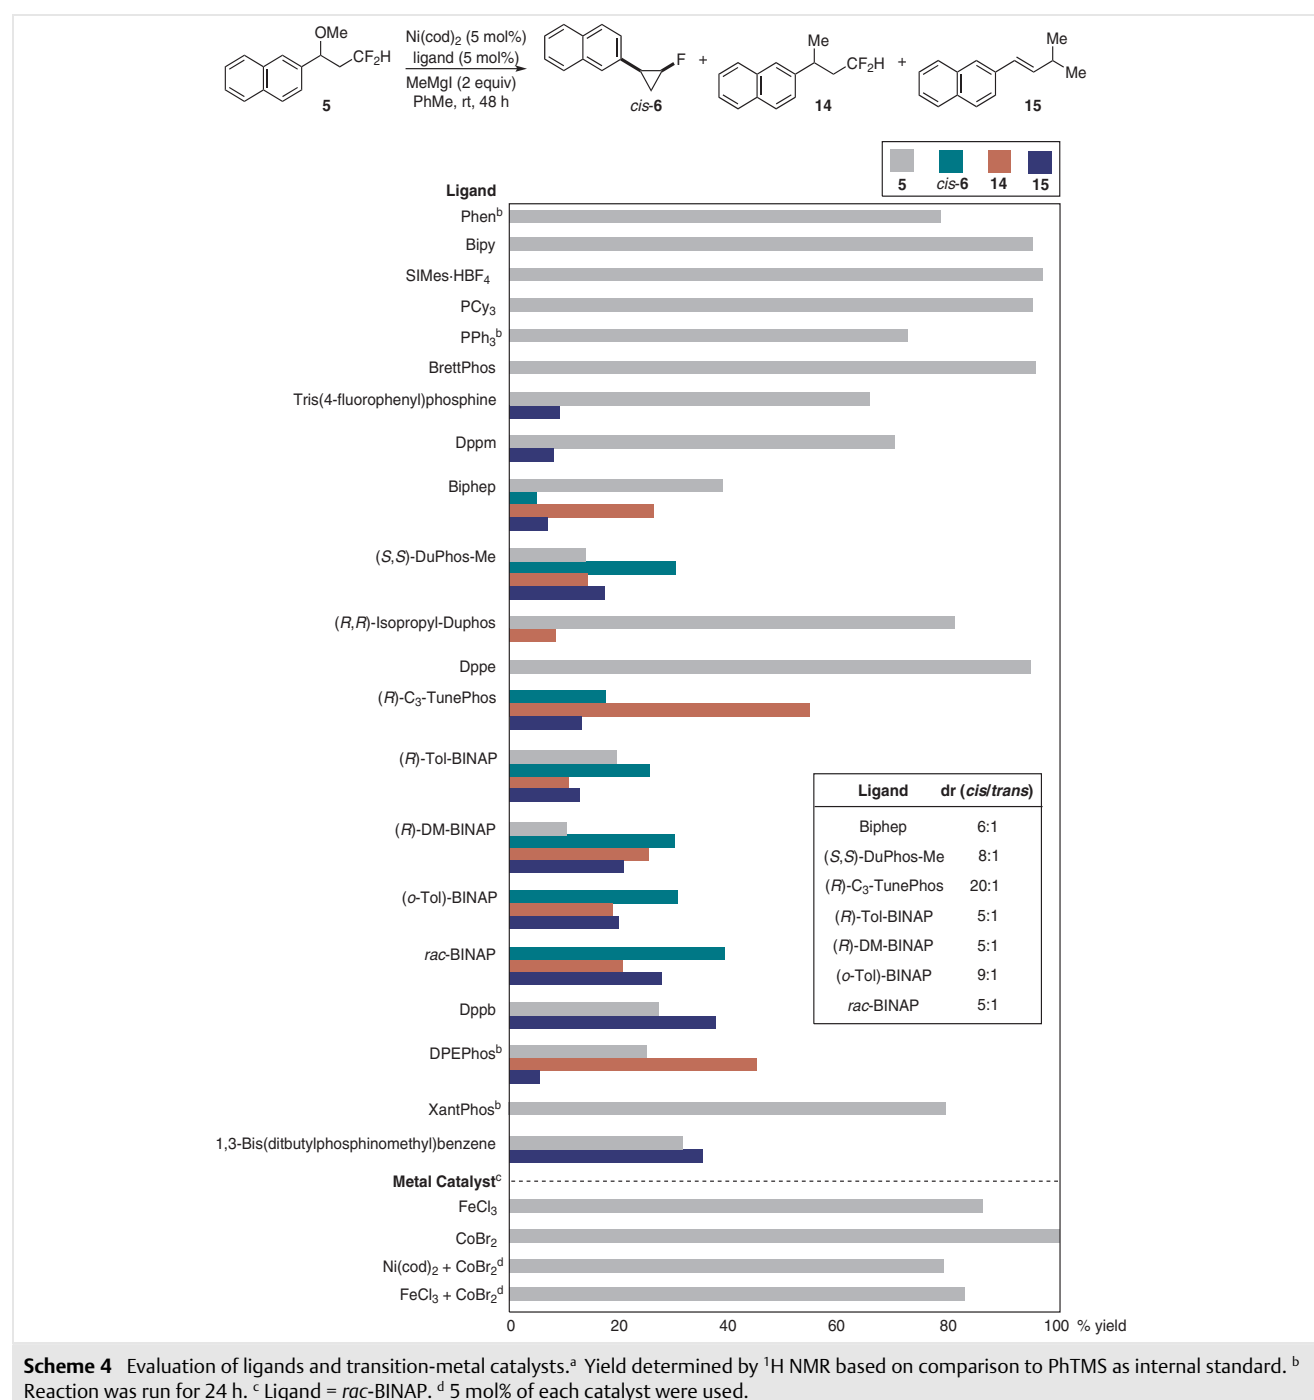 OMe
CF2H
5
Ni(cod)2 (5 mol%)
ligand (5 mol%)
MeMgI (2 equiv)
PhMe, rt, 48 h
F
cis-6
+
Me
CF2H
14
+
Me
Me
15
5 cis-6 14 15
Ligand
Phen^b
Bipy
SIMes·HBF4
PCy3
PPh3^b
BrettPhos
Tris(4-fluorophenyl)phosphine
Dppm
Biphep
(S,S)-DuPhos-Me
(R,R)-Isopropyl-Duphos
Dppe
(R)-C3-TunePhos
(R)-Tol-BINAP
(R)-DM-BINAP
(o-Tol)-BINAP
rac-BINAP
Dppb
DPEPhos^b
XantPhos^b
1,3-Bis(ditbutylphosphinomethyl)benzene
Metal Catalyst^c
FeCl3
CoBr2
Ni(cod)2 + CoBr2^d
FeCl3 + CoBr2^d
Ligand dr (cis/trans)
Biphep 6:1
(S,S)-DuPhos-Me 8:1
(R)-C3-TunePhos 20:1
(R)-Tol-BINAP 5:1
(R)-DM-BINAP 5:1
(o-Tol)-BINAP 9:1
rac-BINAP 5:1
0 20 40 60 80 100 % yield
Scheme 4 Evaluation of ligands and transition-metal catalysts.^a Yield determined by ^1H NMR based on comparison to PhTMS as internal standard. ^b
Reaction was run for 24 h. ^c Ligand = rac-BINAP. ^d 5 mol% of each catalyst were used.